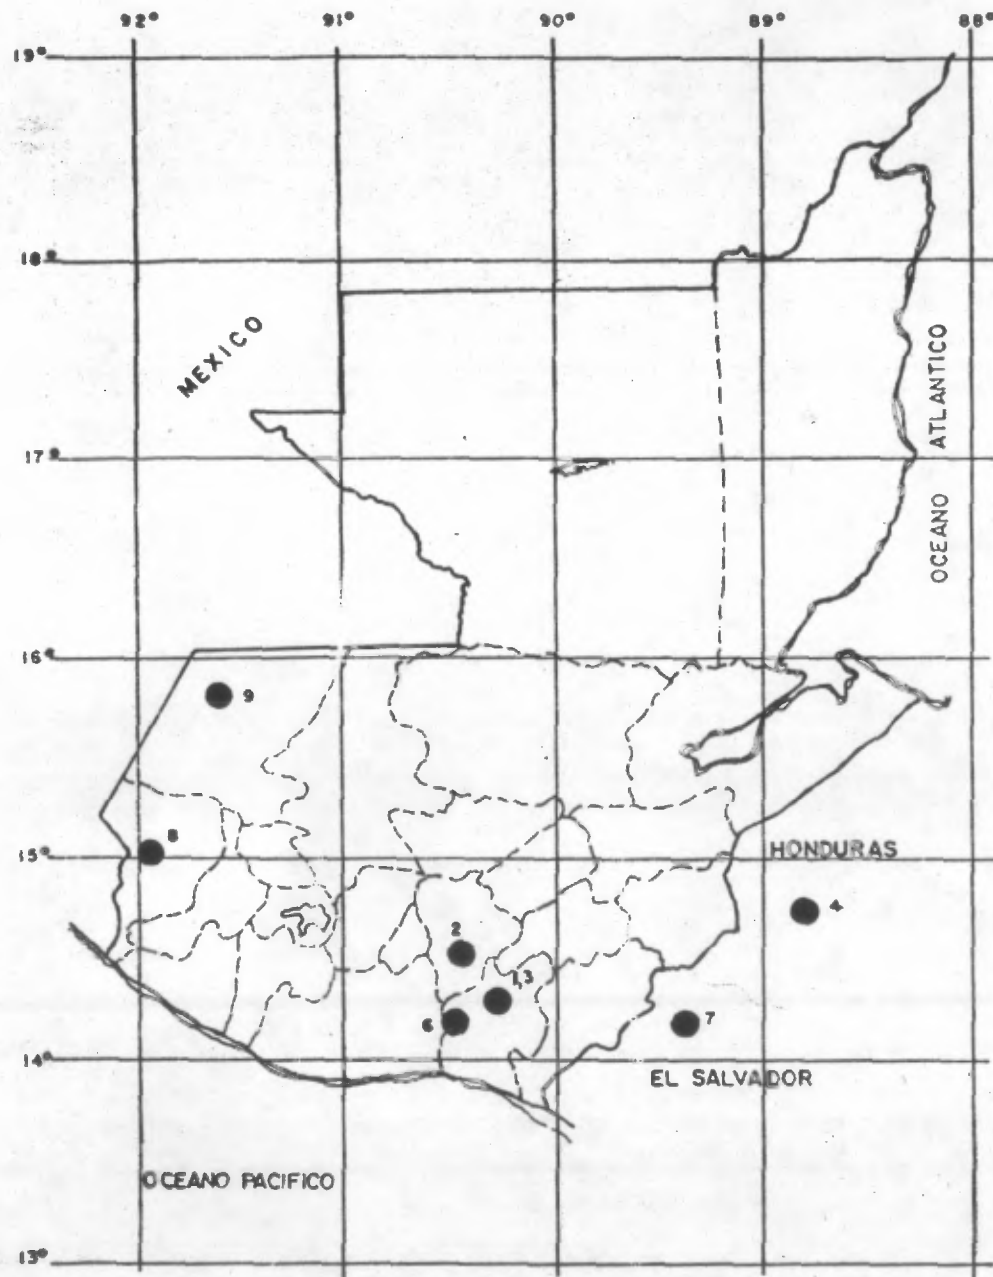 92° 91° 90° 89° 88°
19°
18°
MEXICO
OCEANO ATLANTICO
17°
16°
9
8
15°
HONDURAS
4
2
1,3
6
7
14°
EL SALVADOR
OCEANO PACIFICO
13°